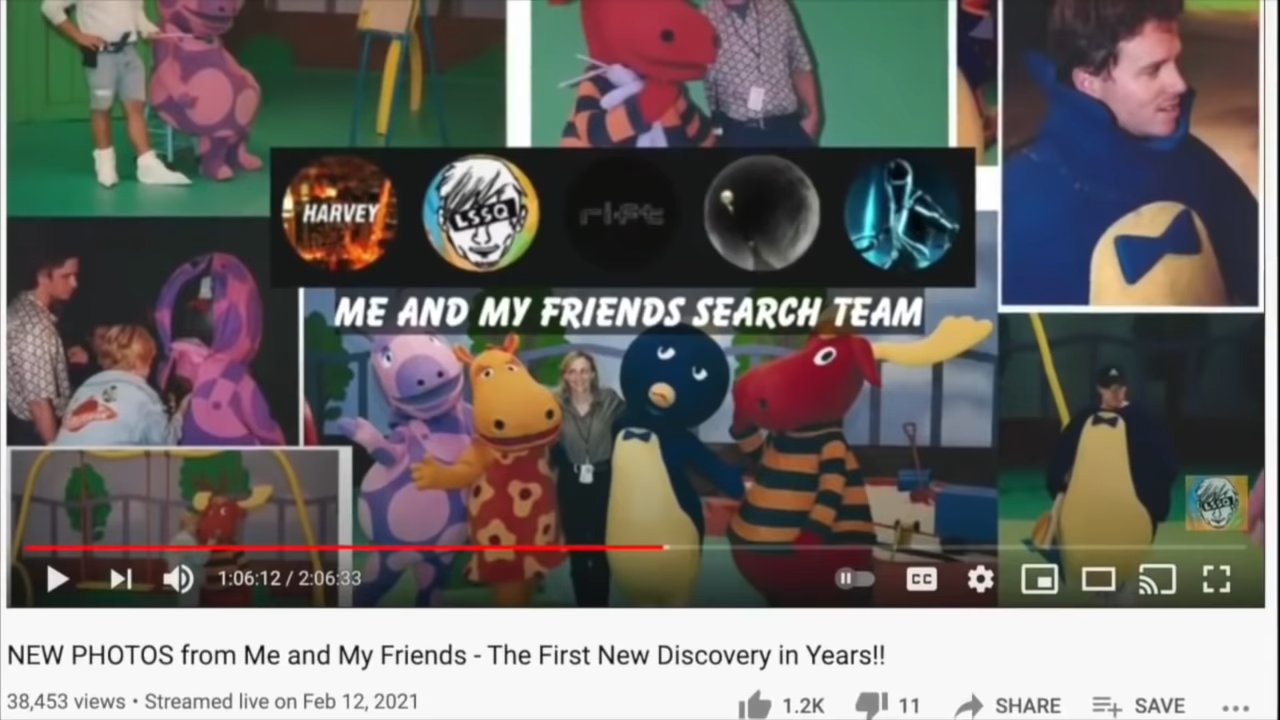 HARVEY
LSSQ
rift
ME AND MY FRIENDS SEARCH TEAM
LSSQ
1:06:12 / 2:06:33
CC
NEW PHOTOS from Me and My Friends - The First New Discovery in Years!!
38,453 views • Streamed live on Feb 12, 2021
1.2K
11
SHARE
SAVE